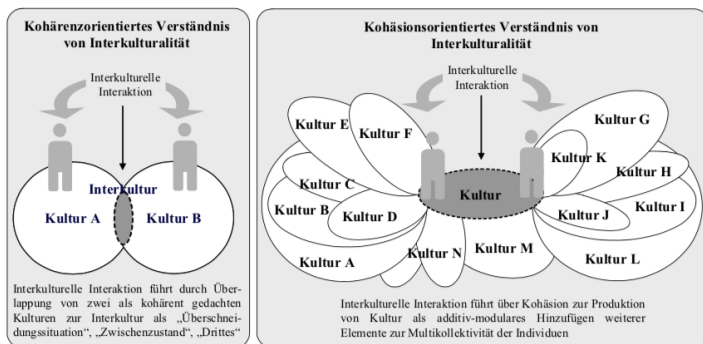 Kohärenzorientiertes Verständnis
von Interkulturalität
Interkulturelle
Interaktion
Interkultur
Kultur A
Kultur B
Interkulturelle Interaktion führt durch Über-
lappung von zwei als kohärent gedachten
Kulturen zur Interkultur als „Überschnei-
dungssituation“, „Zwischenzustand“, „Drittes“
Kohäsionsorientiertes Verständnis von
Interkulturalität
Interkulturelle
Interaktion
Kultur E
Kultur F
Kultur G
Kultur K
Kultur C
Kultur H
Kultur
Kultur B
Kultur D
Kultur J
Kultur I
Kultur A
Kultur N
Kultur M
Kultur L
Interkulturelle Interaktion führt über Kohäsion zur Produktion
von Kultur als additiv-modulares Hinzufügen weiterer
Elemente zur Multikollektivität der Individuen